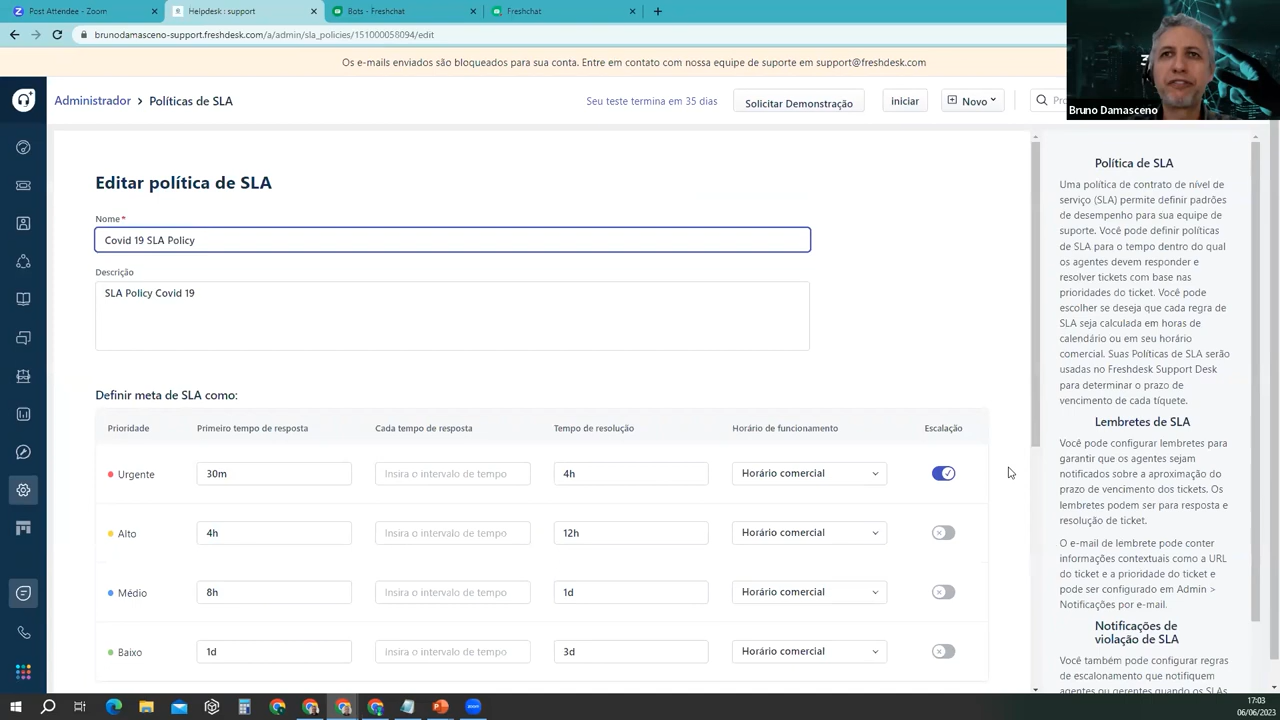 Post Attendee - Zoom
Helpdesk : support
Bots - Freshchat
Freshchat
brunodamasceno-support.freshdesk.com/a/admin/sla_policies/151000058094/edit
Os e-mails enviados são bloqueados para sua conta. Entre em contato com nossa equipe de suporte em support@freshdesk.com
Bruno Damasceno
Administrador > Políticas de SLA
Seu teste termina em 35 dias
Solicitar Demonstração
iniciar
Novo
Editar política de SLA
Nome*
Covid 19 SLA Policy
Descrição
SLA Policy Covid 19
Definir meta de SLA como:
Prioridade Primeiro tempo de resposta Cada tempo de resposta Tempo de resolução Horário de funcionamento Escalação
Urgente 30m Insira o intervalo de tempo 4h Horário comercial
Alto 4h Insira o intervalo de tempo 12h Horário comercial
Médio 8h Insira o intervalo de tempo 1d Horário comercial
Baixo 1d Insira o intervalo de tempo 3d Horário comercial
Política de SLA
Uma política de contrato de nível de
serviço (SLA) permite definir padrões
de desempenho para sua equipe de
suporte. Você pode definir políticas
de SLA para o tempo dentro do qual
os agentes devem responder e
resolver tickets com base nas
prioridades do ticket. Você pode
escolher se deseja que cada regra de
SLA seja calculada em horas de
calendário ou em seu horário
comercial. Suas Políticas de SLA serão
usadas no Freshdesk Support Desk
para determinar o prazo de
vencimento de cada tíquete.
Lembretes de SLA
Você pode configurar lembretes para
garantir que os agentes sejam
notificados sobre a aproximação do
prazo de vencimento dos tickets. Os
lembretes podem ser para resposta e
resolução de ticket.
O e-mail de lembrete pode conter
informações contextuais como a URL
do ticket e a prioridade do ticket e
pode ser configurado em Admin >
Notificações por e-mail.
Notificações de
violação de SLA
Você também pode configurar regras
de escalonamento que notifiquem
agentes ou gerentes quando os SLAs
17:03
06/06/2023